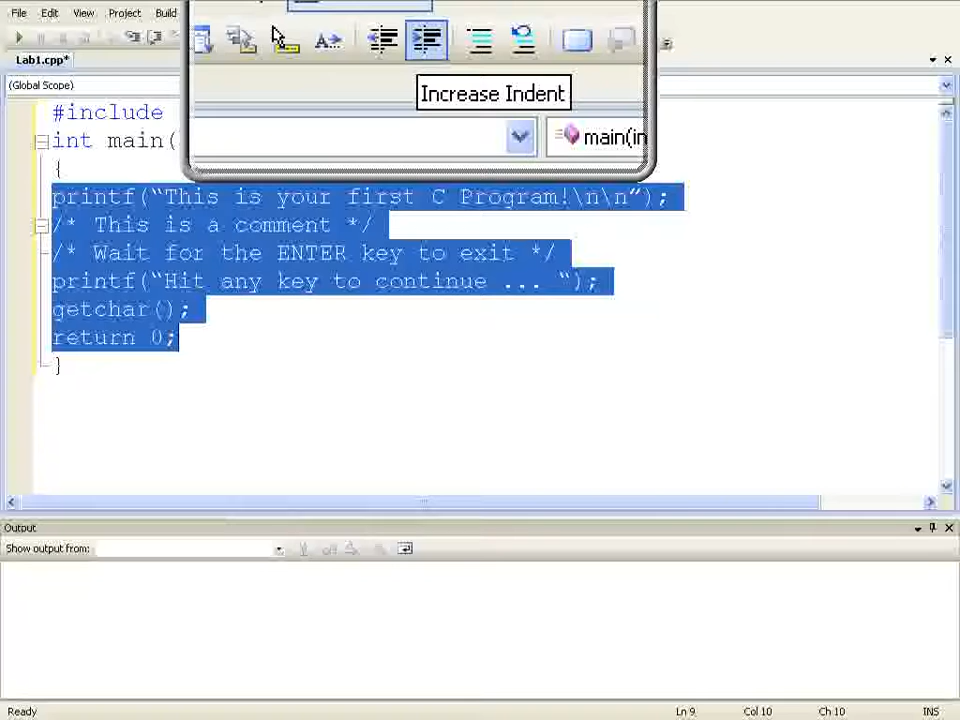 File Edit View Project Build
Lab1.cpp*
(Global Scope)
Increase Indent
main(in
#include
int main(
{
printf(“This is your first C Program!\n\n”);
/* This is a comment */
/* Wait for the ENTER key to exit */
printf(“Hit any key to continue ... “);
getchar();
return 0;
}
Output
Show output from:
Ready Ln 9 Col 10 Ch 10 INS